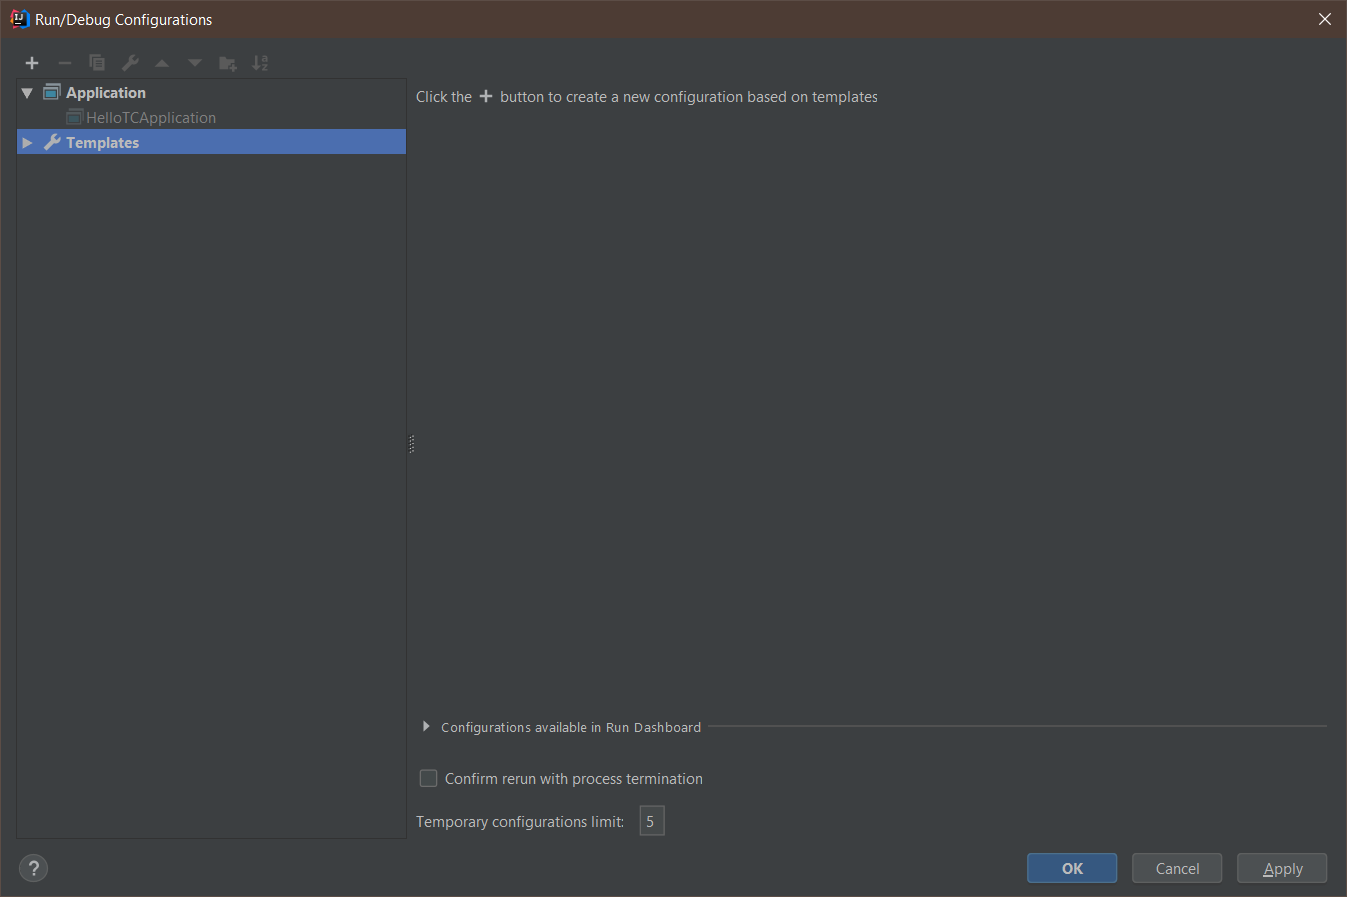 Run/Debug Configurations
Application
HelloTCApplication
Templates
Click the + button to create a new configuration based on templates
Configurations available in Run Dashboard
Confirm rerun with process termination
Temporary configurations limit: 5
? OK Cancel Apply